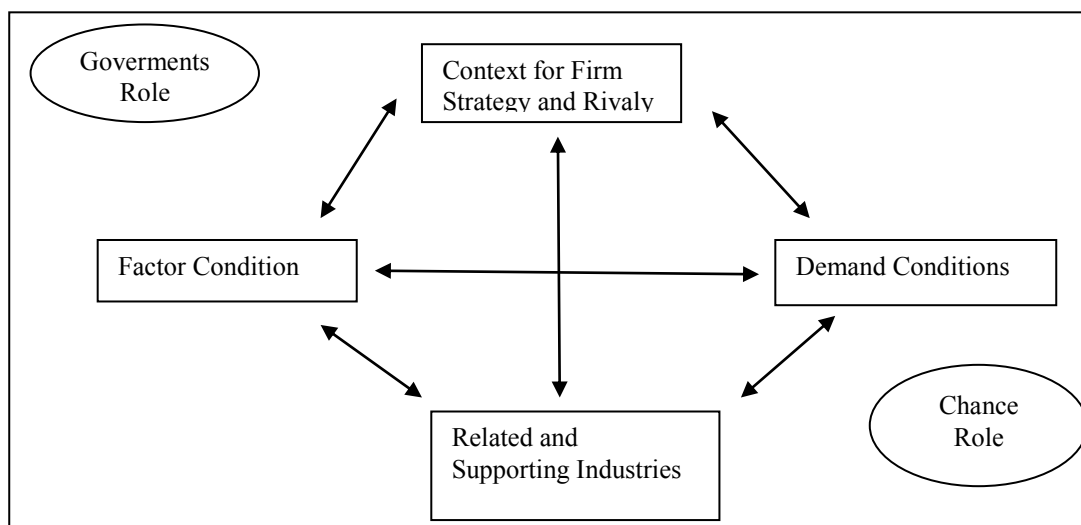 Goverments
Role
Context for Firm
Strategy and Rivaly
Factor Condition
Demand Conditions
Related and
Supporting Industries
Chance
Role